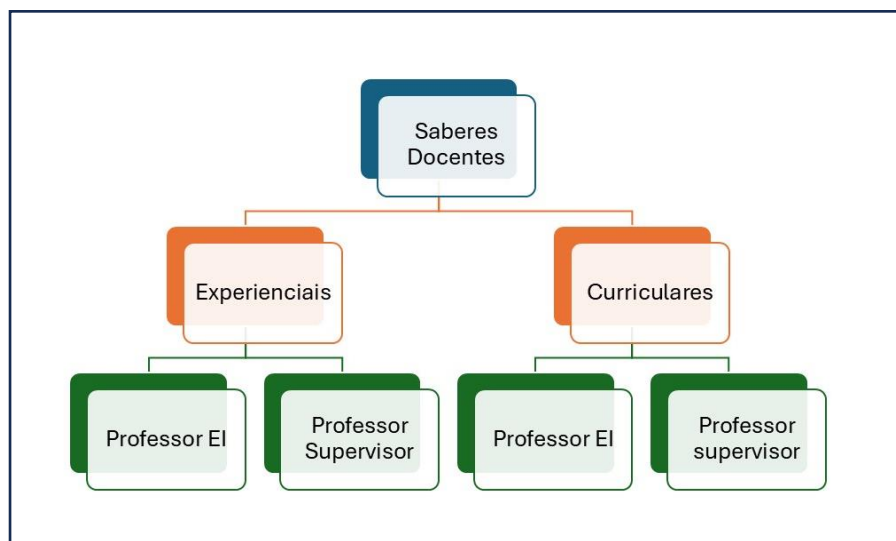 Saberes
Docentes
Experienciais
Curriculares
Professor EI
Professor
Supervisor
Professor EI
Professor
supervisor